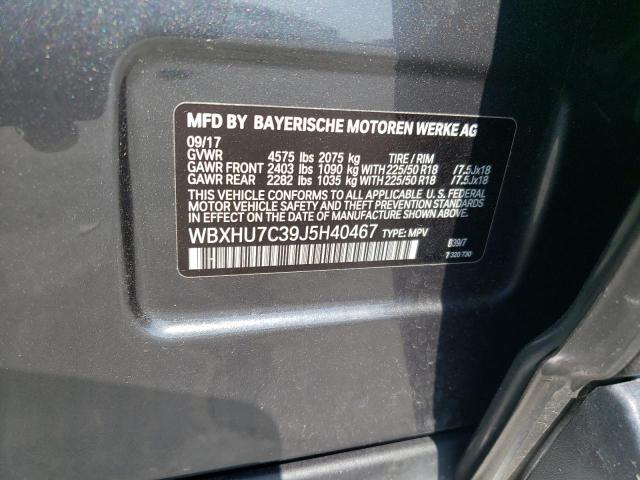 MFD BY BAYERISCHE MOTOREN WERKE AG
09/17
GVWR 4575 lbs 2075 kg TIRE / RIM
GAWR FRONT 2403 lbs 1090 kg WITH 225/50 R18 /7.5Jx18
GAWR REAR 2282 lbs 1035 kg WITH 225/50 R18 /7.5Jx18
THIS VEHICLE CONFORMS TO ALL APPLICABLE U. S. FEDERAL
MOTOR VEHICLE SAFETY AND THEFT PREVENTION STANDARDS
IN EFFECT ON THE DATE OF MANUFACTURE SHOWN ABOVE.
WBXHU7C39J5H40467 TYPE: MPV
7 320 730